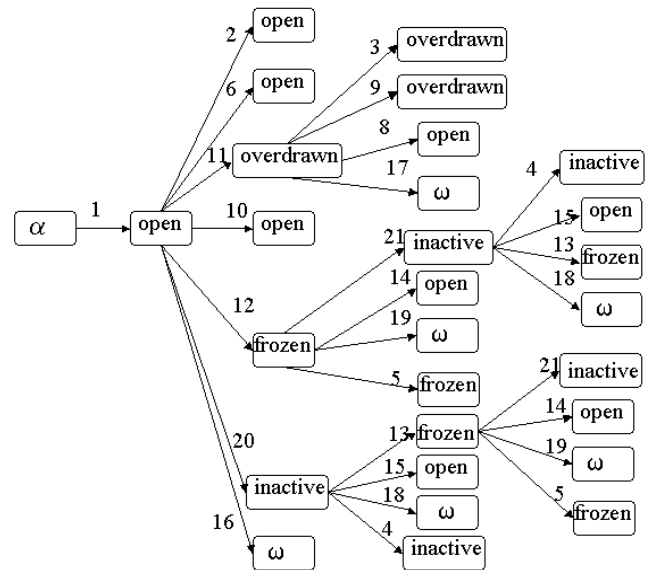 open
2
3
overdrawn
6
open
9
overdrawn
8
open
11
overdrawn
4
inactive
17
ω
1
10
15
open
α
open
open
21
inactive
13
frozen
14
open
18
ω
12
19
ω
frozen
21
inactive
5
frozen
14
open
13
frozen
20
19
ω
15
open
inactive
18
ω
5
frozen
16
4
ω
inactive